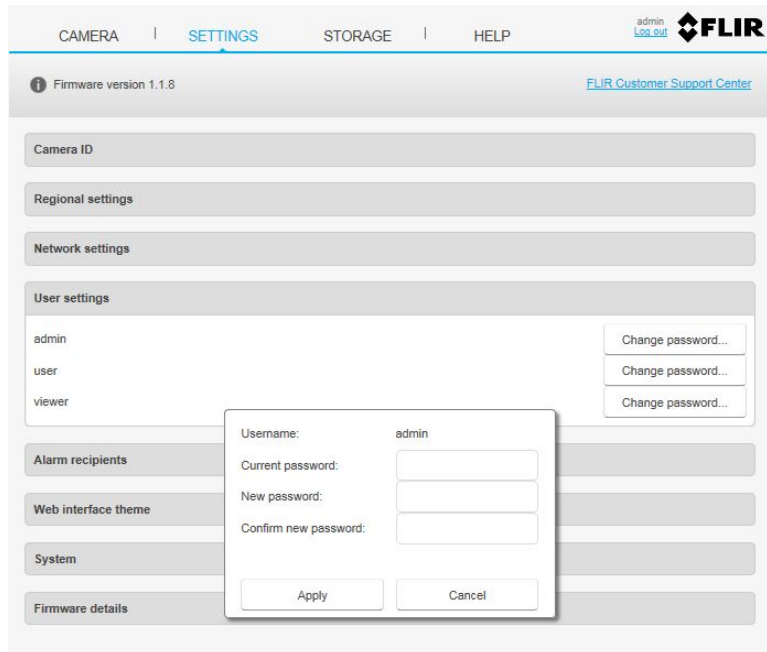 CAMERA | SETTINGS STORAGE | HELP
admin
Log out
FLIR
Firmware version 1.1.8
FLIR Customer Support Center
Camera ID
Regional settings
Network settings
User settings
admin Change password...
user Change password...
viewer Change password...
Username: admin
Current password:
New password:
Confirm new password:
Apply Cancel
Alarm recipients
Web interface theme
System
Firmware details